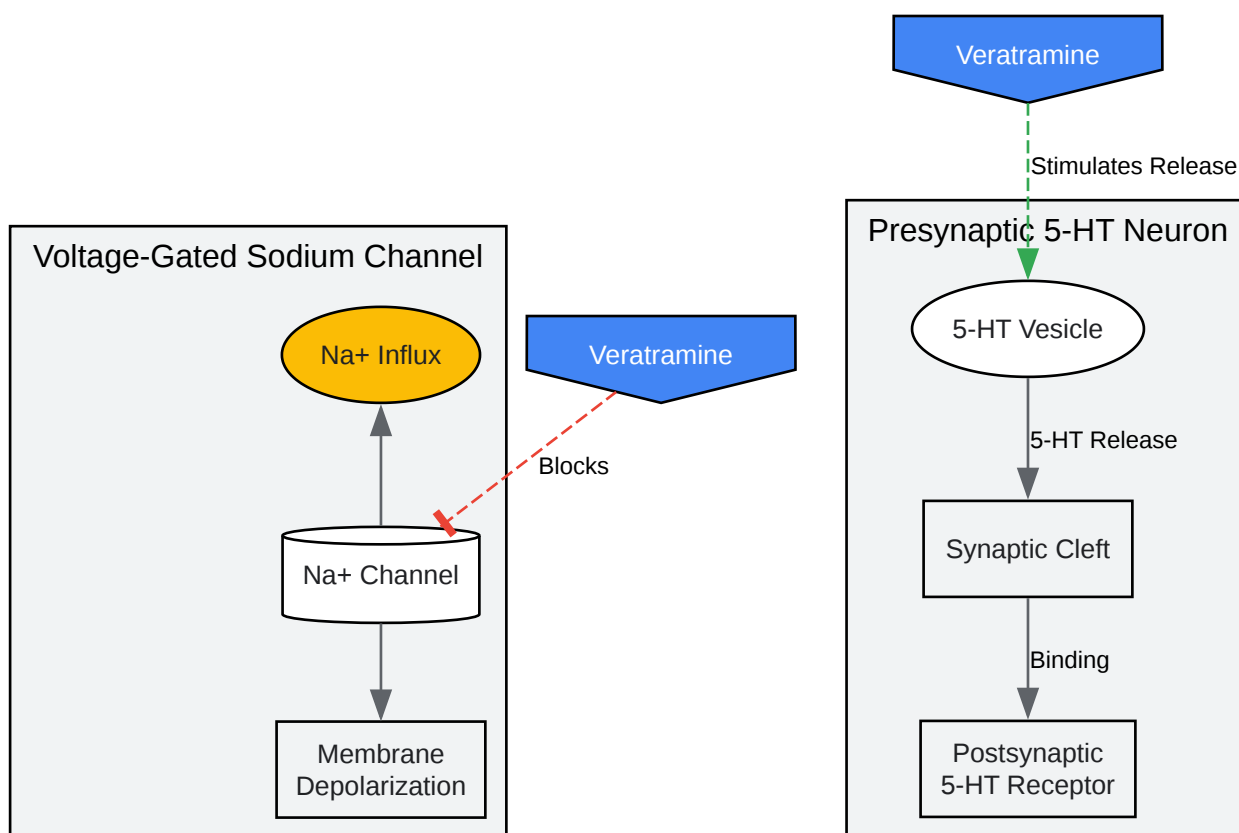 Veratramine
Stimulates Release
Presynaptic 5-HT Neuron
5-HT Vesicle
5-HT Release
Synaptic Cleft
Binding
Postsynaptic
5-HT Receptor
Voltage-Gated Sodium Channel
Na+ Influx
Veratramine
Blocks
Na+ Channel
Membrane
Depolarization